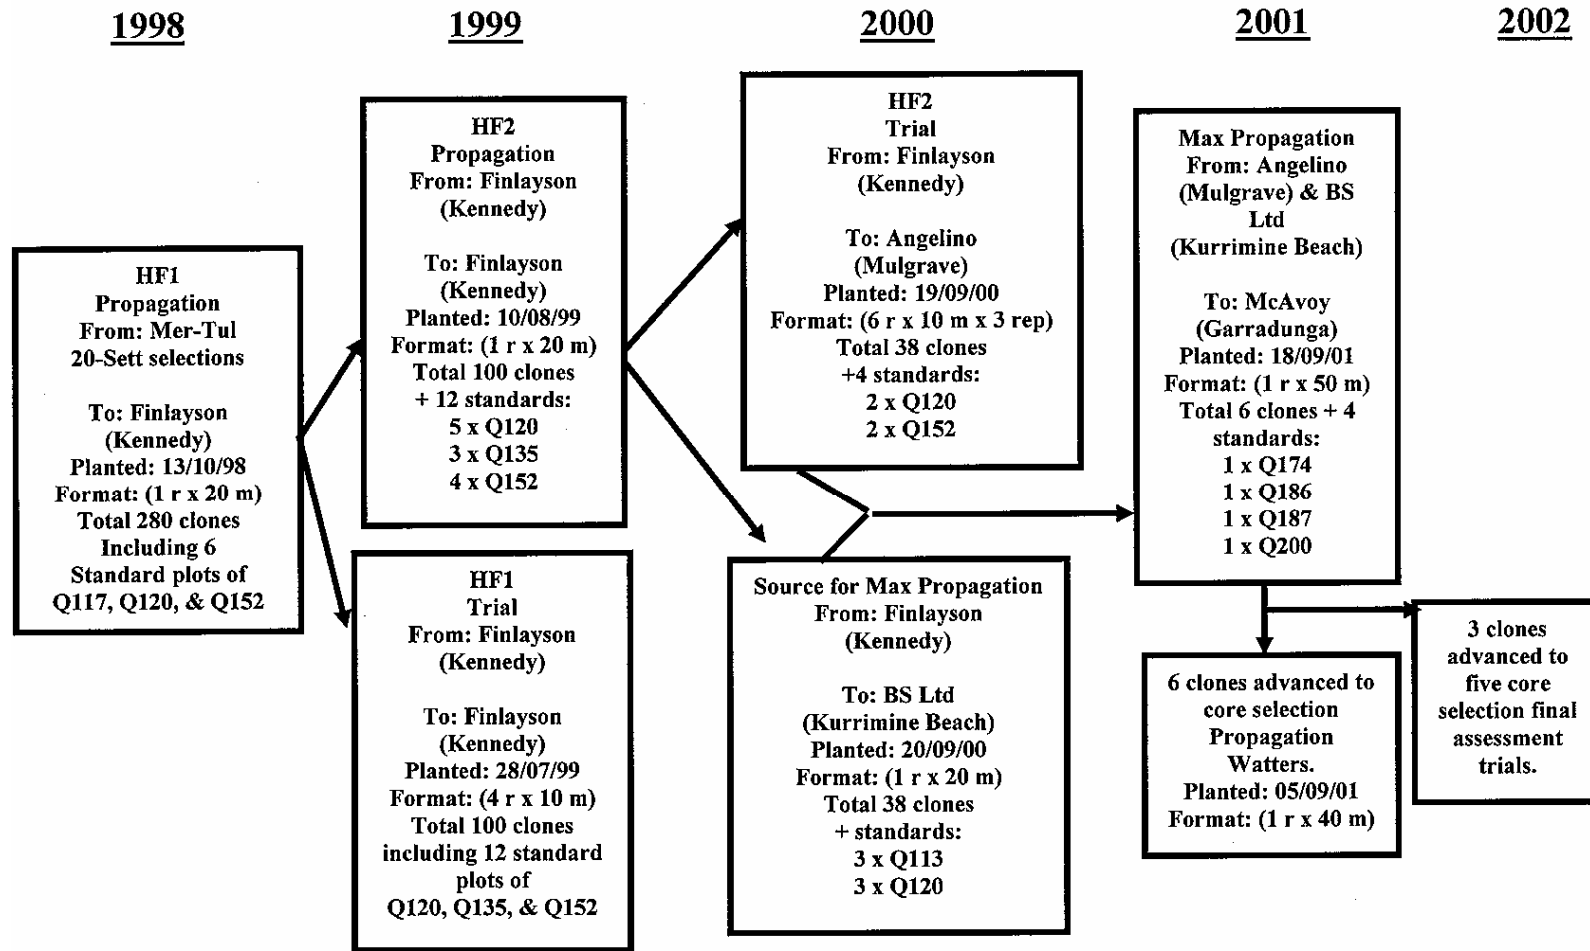 1998
1999
2000
2001
2002
HF1
Propagation
From: Mer-Tul
20-Sett selections
To: Finlayson
(Kennedy)
Planted: 13/10/98
Format: (1 r x 20 m)
Total 280 clones
Including 6
Standard plots of
Q117, Q120, & Q152
HF2
Propagation
From: Finlayson
(Kennedy)
To: Finlayson
(Kennedy)
Planted: 10/08/99
Format: (1 r x 20 m)
Total 100 clones
+ 12 standards:
5 x Q120
3 x Q135
4 x Q152
HF1
Trial
From: Finlayson
(Kennedy)
To: Finlayson
(Kennedy)
Planted: 28/07/99
Format: (4 r x 10 m)
Total 100 clones
including 12 standard
plots of
Q120, Q135, & Q152
HF2
Trial
From: Finlayson
(Kennedy)
To: Angelino
(Mulgrave)
Planted: 19/09/00
Format: (6 r x 10 m x 3 rep)
Total 38 clones
+4 standards:
2 x Q120
2 x Q152
Source for Max Propagation
From: Finlayson
(Kennedy)
To: BS Ltd
(Kurrimine Beach)
Planted: 20/09/00
Format: (1 r x 20 m)
Total 38 clones
+ standards:
3 x Q113
3 x Q120
Max Propagation
From: Angelino
(Mulgrave) & BS
Ltd
(Kurrimine Beach)
To: McAvoy
(Garradunga)
Planted: 18/09/01
Format: (1 r x 50 m)
Total 6 clones + 4
standards:
1 x Q174
1 x Q186
1 x Q187
1 x Q200
6 clones advanced to
core selection
Propagation
Watters.
Planted: 05/09/01
Format: (1 r x 40 m)
3 clones
advanced to
five core
selection final
assessment
trials.